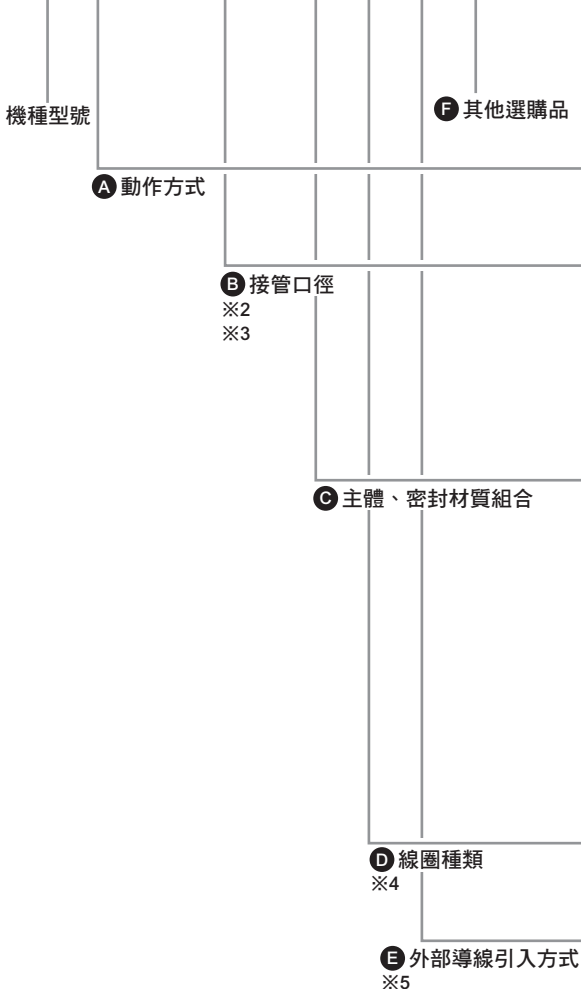 機種型號
F 其他選購品
A 動作方式
B 接管口徑
※2
※3
C 主體、密封材質組合
D 線圈種類
※4
E 外部導線引入方式
※5